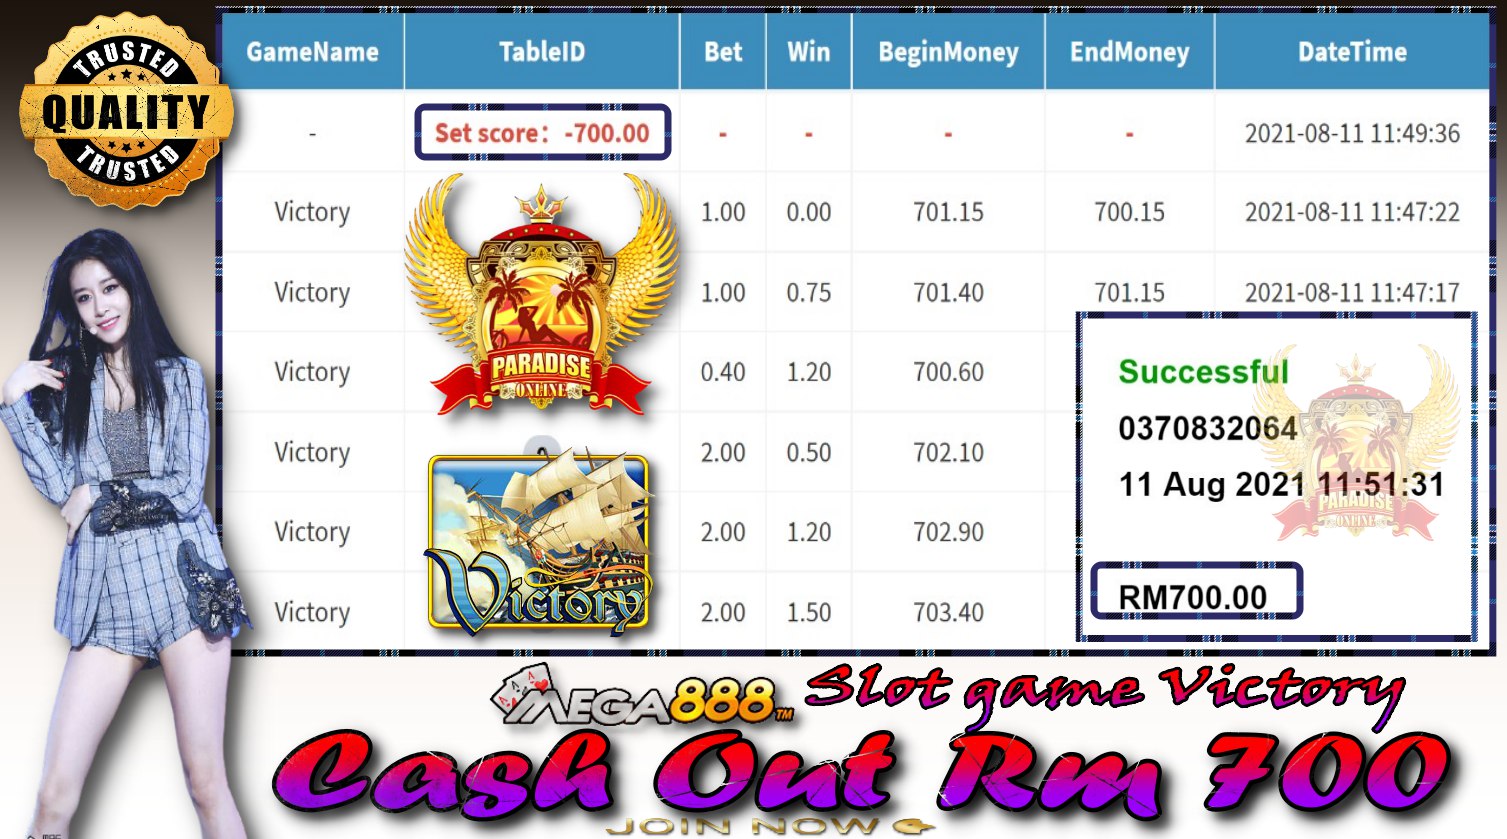 TRUSTED
QUALITY
TRUSTED
GameName TableID Bet Win BeginMoney EndMoney DateTime
- Set score: -700.00 - - - - 2021-08-11 11:49:36
Victory 1.00 0.00 701.15 700.15 2021-08-11 11:47:22
Victory 1.00 0.75 701.40 701.15 2021-08-11 11:47:17
Victory 0.40 1.20 700.60
Victory 2.00 0.50 702.10
Victory 2.00 1.20 702.90
Victory 2.00 1.50 703.40
PARADISE
ONLINE
Victory
Successful
0370832064
11 Aug 2021 11:51:31
PARADISE
ONLINE
RM700.00
MEGA888 TM Slot game Victory
Cash Out Rm 700
JOIN NOW